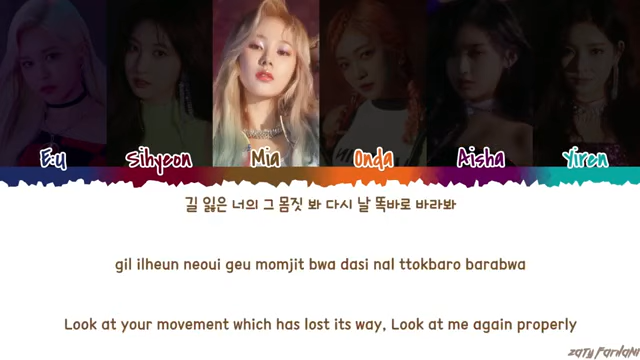 E:U Sihyeon Mia Onda Aisha Yiren
길 잃은 너의 그 몸짓 봐 다시 날 똑바로 바라봐
gil ilheun neoui geu momjit bwa dasi nal ttokbaro barabwa
Look at your movement which has lost its way, Look at me again properly
ZaTy FaRHaNi